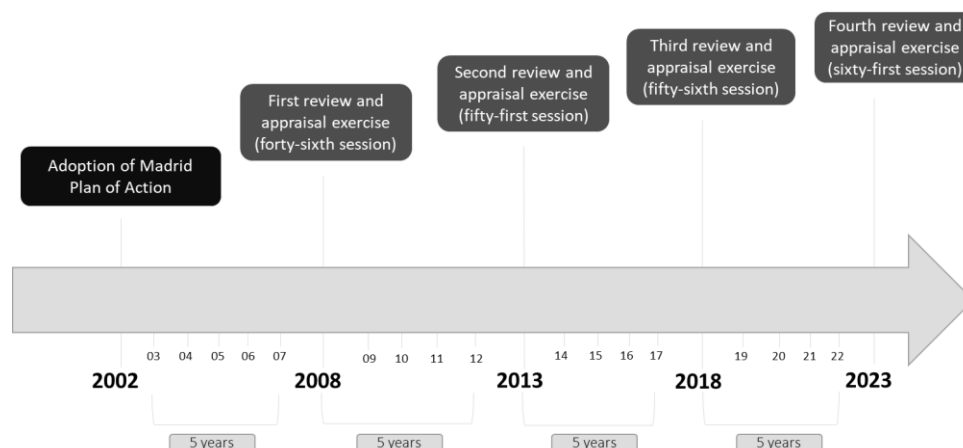 Fourth review and
appraisal exercise
(sixty-first session)
Third review and
appraisal exercise
(fifty-sixth session)
Second review and
appraisal exercise
(fifty-first session)
First review and
appraisal exercise
(forty-sixth session)
Adoption of Madrid
Plan of Action
03 04 05 06 07 09 10 11 12 14 15 16 17 19 20 21 22
2002 2008 2013 2018 2023
5 years 5 years 5 years 5 years